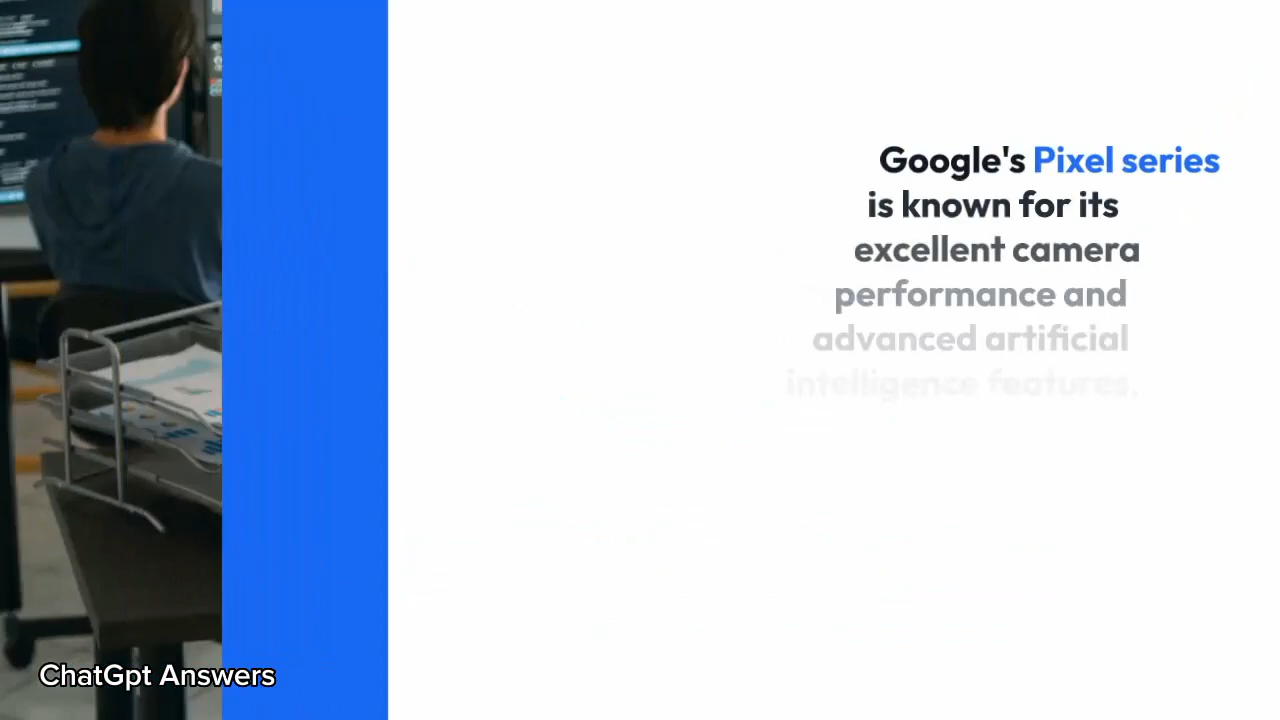 Google's Pixel series
is known for its
excellent camera
performance and
advanced artificial
intelligence features.
ChatGpt Answers